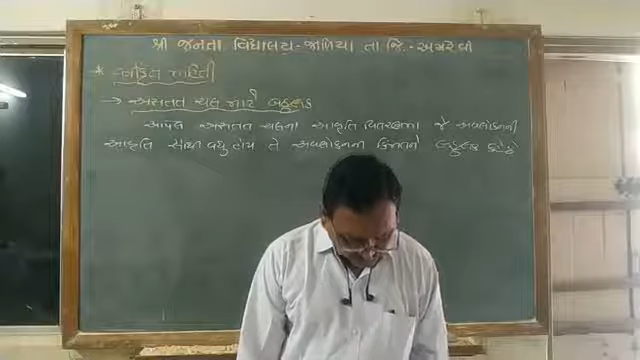 શ્રી જનતા વિદ્યાલય - જાળિયા તા. જિ. - અમરેલી
* વર્ગીકૃત માહિતી
→ અસતત ચલ માટે બહુલક
આપેલ અસતત ચલના આવૃત્તિ વિતરણમાં જે અવલોકનની
આવૃત્તિ સૌથી વધુ હોય તે અવલોકનની કિંમતને બહુલક કહે છે